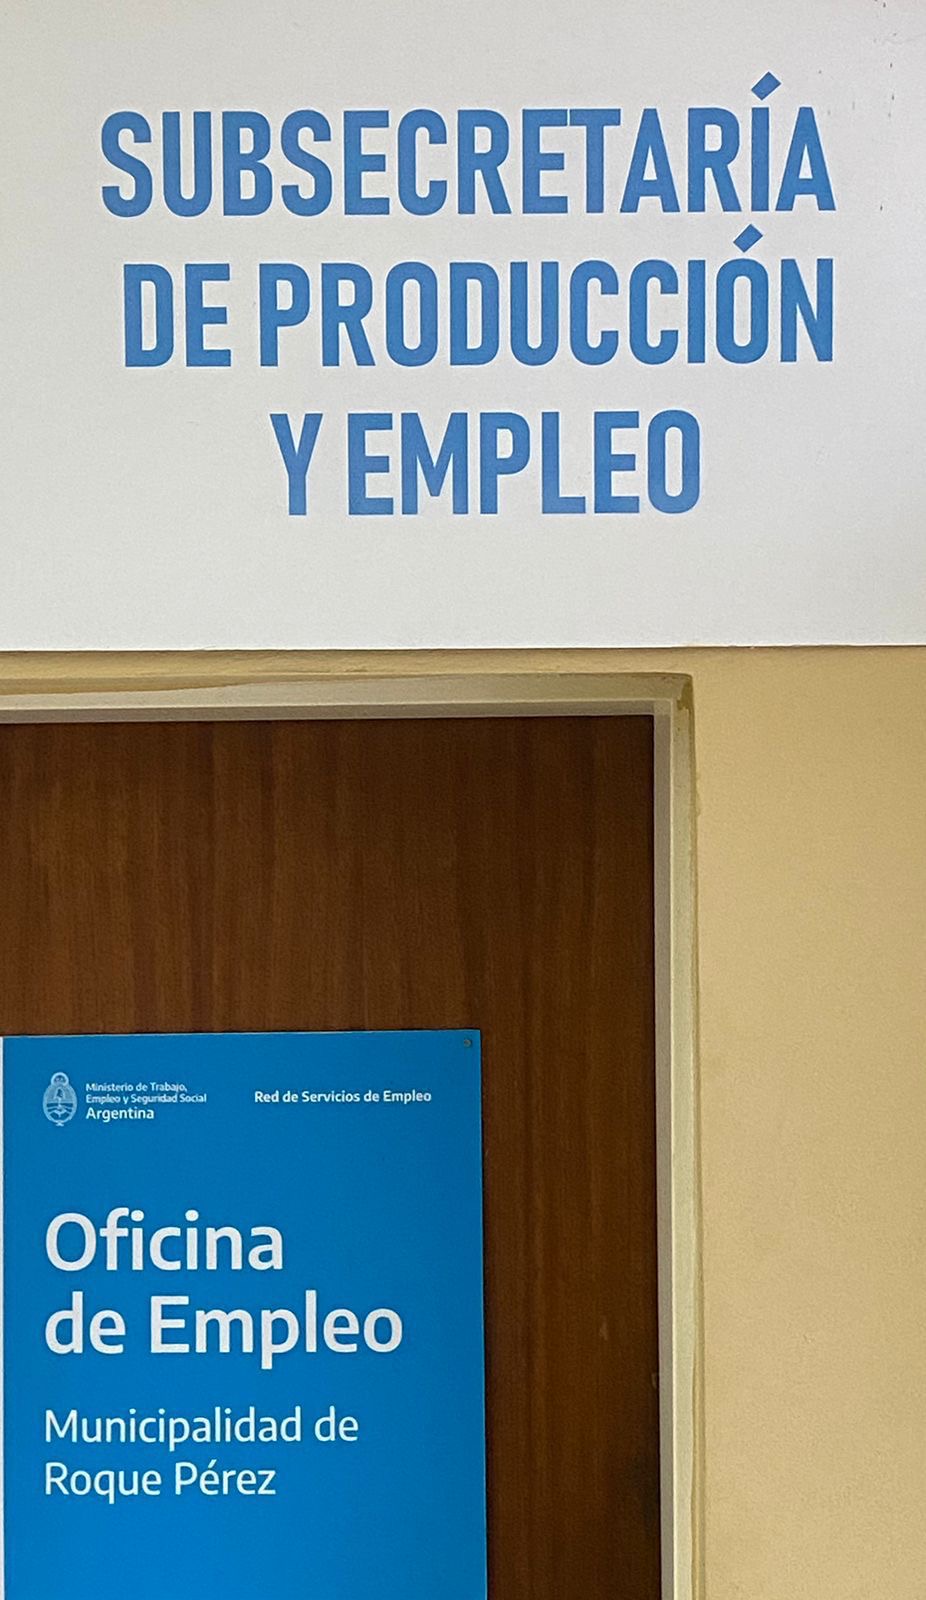 SUBSECRETARÍA
DE PRODUCCIÓN
Y EMPLEO
Ministerio de Trabajo,
Empleo y Seguridad Social
Argentina
Red de Servicios de Empleo
Oficina
de Empleo
Municipalidad de
Roque Pérez